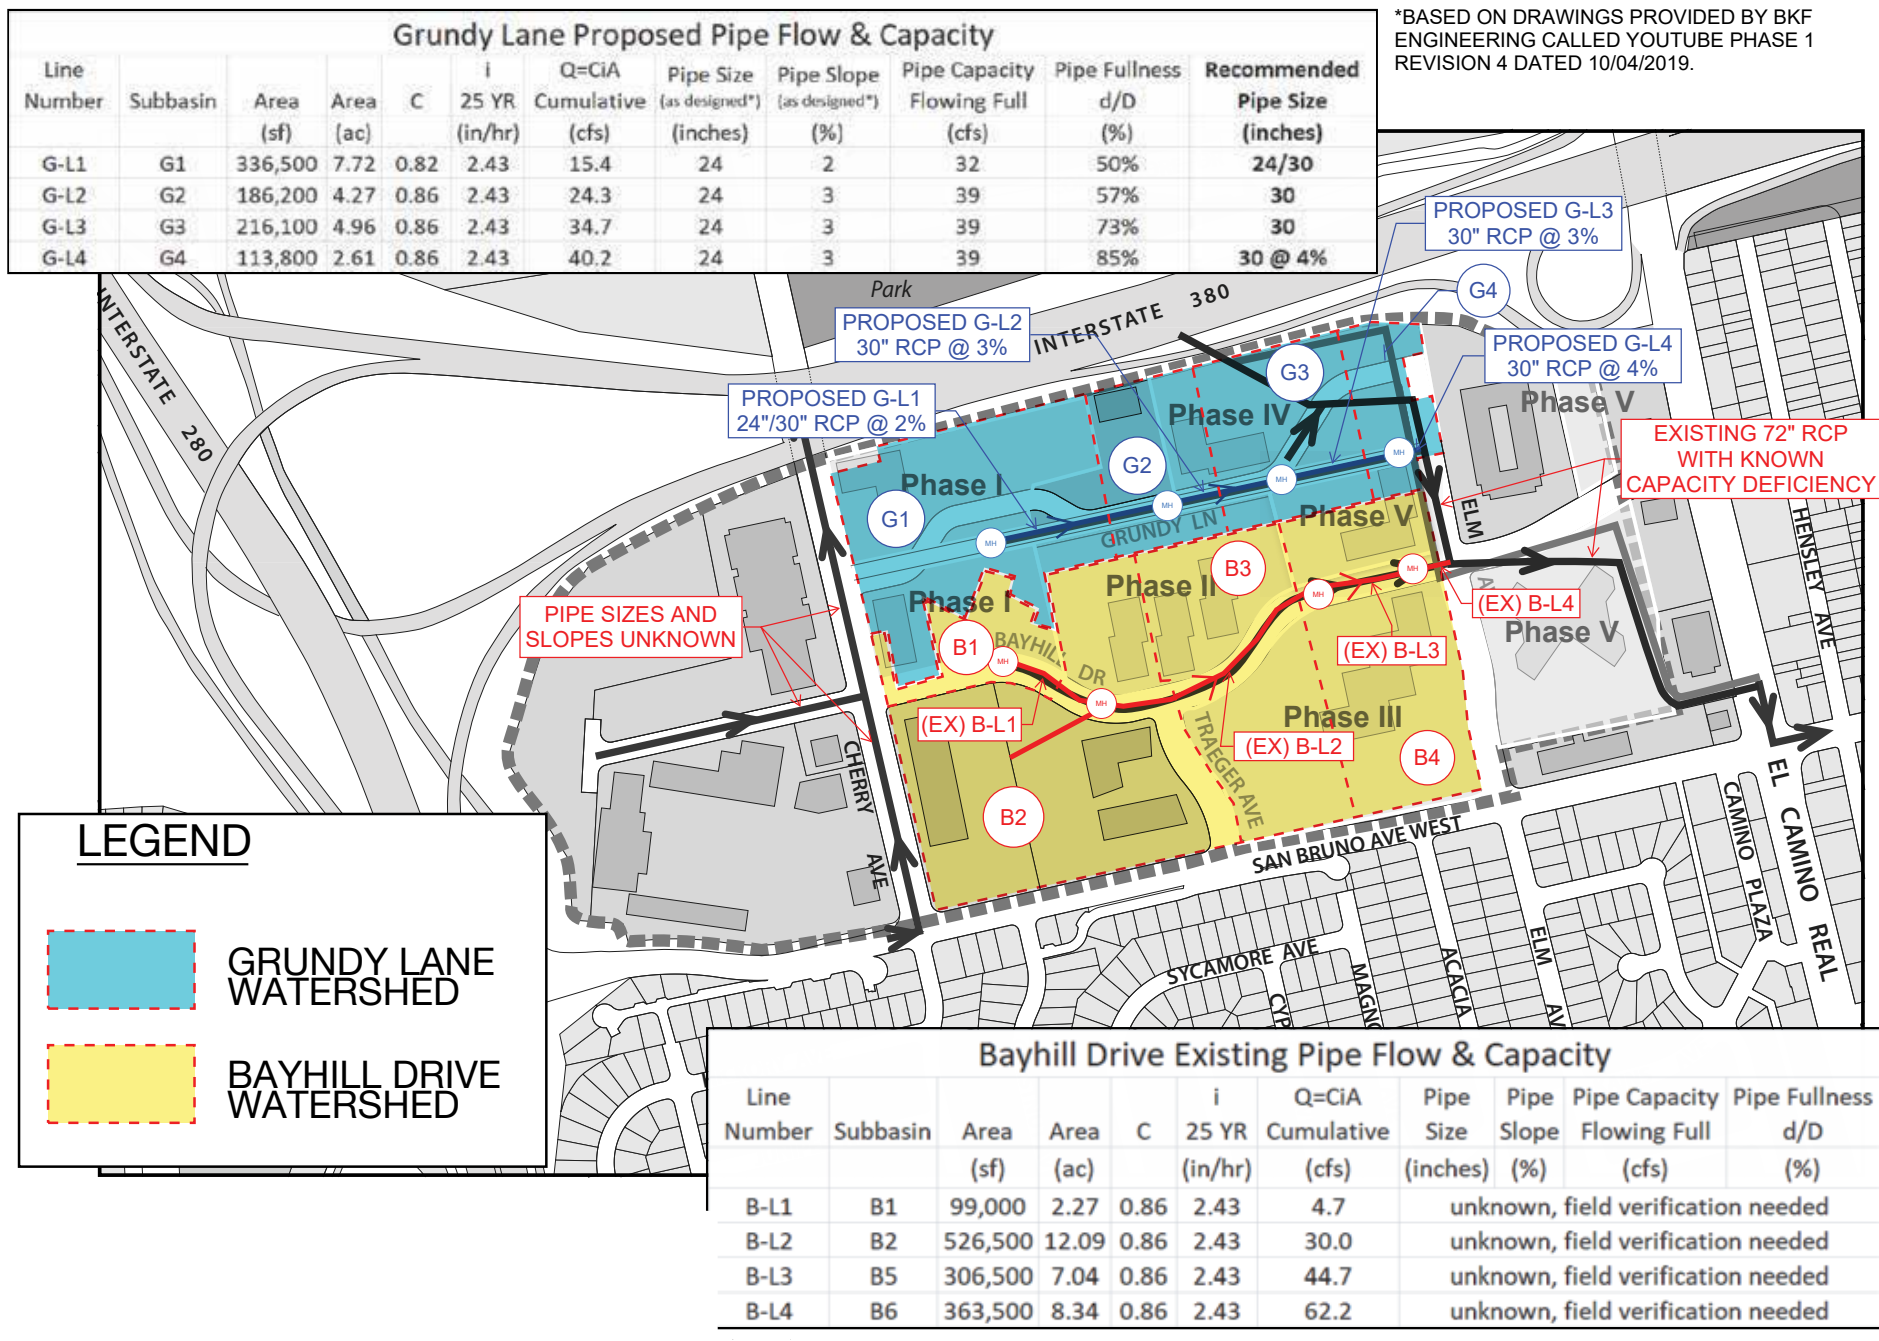 Grundy Lane Proposed Pipe Flow & Capacity
Line Number Subbasin Area Area C i 25 YR Q=CiA Cumulative Pipe Size (as designed*) Pipe Slope (as designed*) Pipe Capacity Flowing Full Pipe Fullness d/D Recommended Pipe Size
(sf) (ac) (in/hr) (cfs) (inches) (%) (cfs) (%) (inches)
G-L1 G1 336,500 7.72 0.82 2.43 15.4 24 2 32 50% 24/30
G-L2 G2 186,200 4.27 0.86 2.43 24.3 24 3 39 57% 30
G-L3 G3 216,100 4.96 0.86 2.43 34.7 24 3 39 73% 30
G-L4 G4 113,800 2.61 0.86 2.43 40.2 24 3 39 85% 30 @ 4%
*BASED ON DRAWINGS PROVIDED BY BKF
ENGINEERING CALLED YOUTUBE PHASE 1
REVISION 4 DATED 10/04/2019.
PROPOSED G-L3
30" RCP @ 3%
G4
Park
INTERSTATE 380
PROPOSED G-L2
30" RCP @ 3%
PROPOSED G-L4
30" RCP @ 4%
INTERSTATE 280
G3
PROPOSED G-L1
24"/30" RCP @ 2%
Phase IV
Phase V
EXISTING 72" RCP
WITH KNOWN
CAPACITY DEFICIENCY
G2
Phase I
G1
MH
MH
MH
MH
GRUNDY LN
Phase V
ELM
HENSLEY AVE
B3
Phase II
MH
MH
PIPE SIZES AND
SLOPES UNKNOWN
Phase I
(EX) B-L4
Phase V
B1
MH
BAYHILL DR
(EX) B-L3
MH
(EX) B-L1
Phase III
(EX) B-L2
TRAEGER AVE
B4
CHERRY AVE
B2
EL CAMINO REAL
CAMINO PLAZA
SAN BRUNO AVE WEST
SYCAMORE AVE
CYP
MAGNO
ACACIA
ELM AV
LEGEND
GRUNDY LANE
WATERSHED
BAYHILL DRIVE
WATERSHED
Bayhill Drive Existing Pipe Flow & Capacity
Line Number Subbasin Area Area C i 25 YR Q=CiA Cumulative Pipe Size Pipe Slope Pipe Capacity Flowing Full Pipe Fullness d/D
(sf) (ac) (in/hr) (cfs) (inches) (%) (cfs) (%)
B-L1 B1 99,000 2.27 0.86 2.43 4.7 unknown, field verification needed
B-L2 B2 526,500 12.09 0.86 2.43 30.0 unknown, field verification needed
B-L3 B5 306,500 7.04 0.86 2.43 44.7 unknown, field verification needed
B-L4 B6 363,500 8.34 0.86 2.43 62.2 unknown, field verification needed